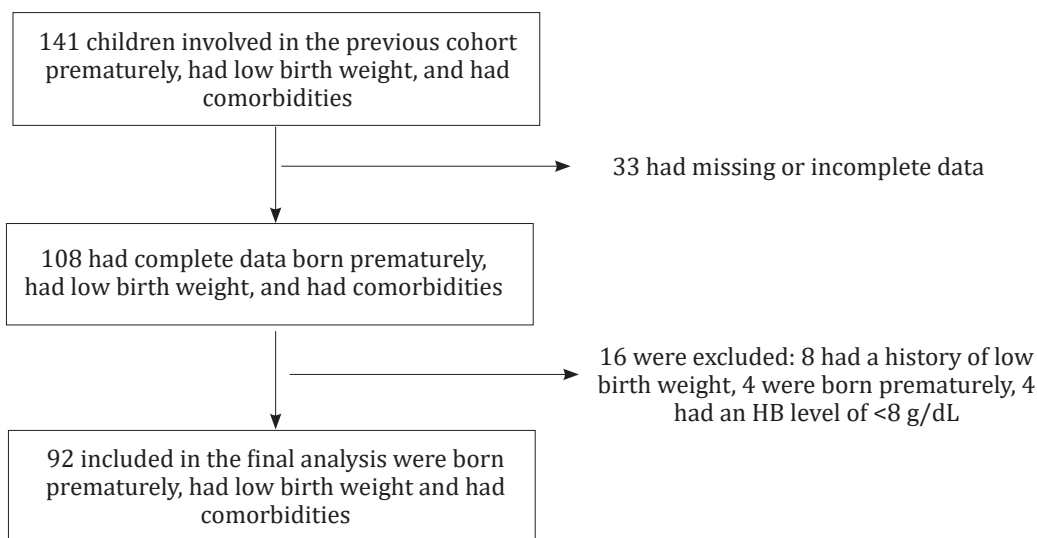 141 children involved in the previous cohort
prematurely, had low birth weight, and had
comorbidities
33 had missing or incomplete data
108 had complete data born prematurely,
had low birth weight, and had comorbidities
16 were excluded: 8 had a history of low
birth weight, 4 were born prematurely, 4
had an HB level of <8 g/dL
92 included in the final analysis were born
prematurely, had low birth weight and had
comorbidities